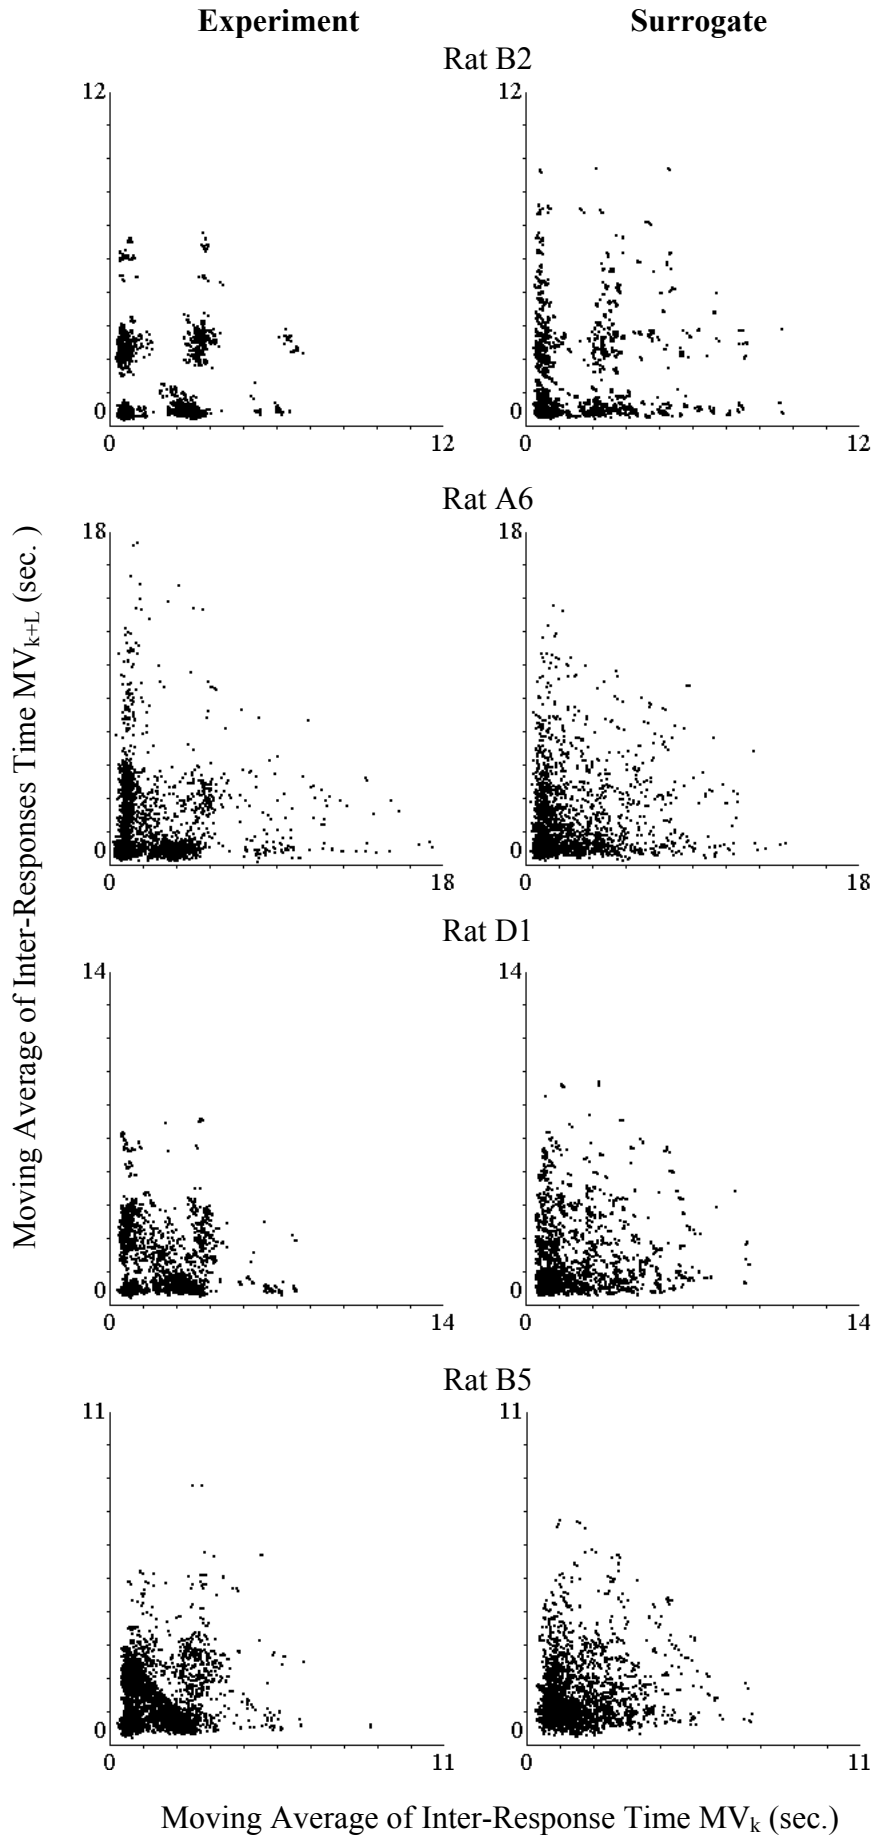 Experiment Surrogate
Rat B2
12 12
0 0
0 12 0 12
Rat A6
18 18
0 0
0 18 0 18
Rat D1
14 14
0 0
0 14 0 14
Rat B5
11 11
0 0
0 11 0 11
Moving Average of Inter-Responses Time MVk+L (sec. )
Moving Average of Inter-Response Time MVk (sec.)